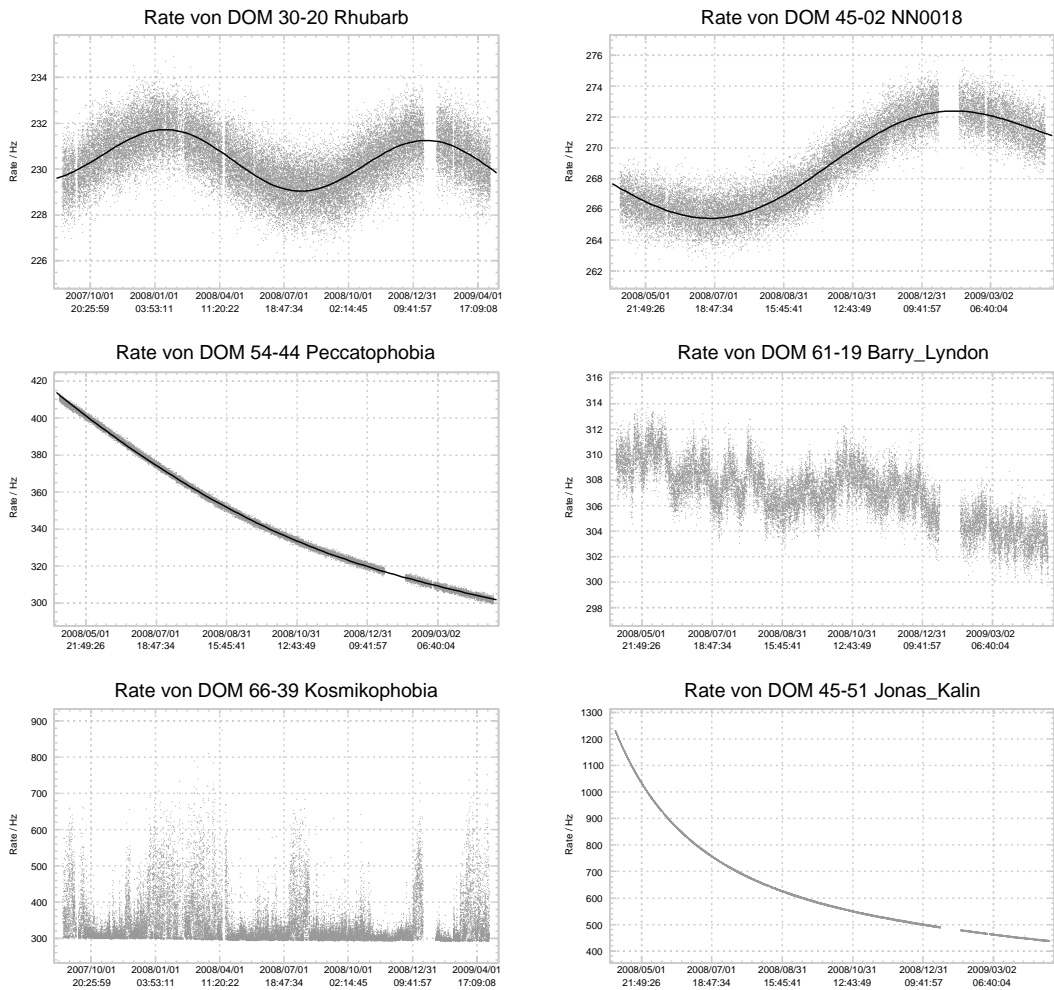 Rate von DOM 30-20 Rhubarb
Rate / Hz
234
232
230
228
226
2007/10/01 2008/01/01 2008/04/01 2008/07/01 2008/10/01 2008/12/31 2009/04/01
20:25:59 03:53:11 11:20:22 18:47:34 02:14:45 09:41:57 17:09:08
Rate von DOM 45-02 NN0018
Rate / Hz
276
274
272
270
268
266
264
262
2008/05/01 2008/07/01 2008/08/31 2008/10/31 2008/12/31 2009/03/02
21:49:26 18:47:34 15:45:41 12:43:49 09:41:57 06:40:04
Rate von DOM 54-44 Peccatophobia
Rate / Hz
420
400
380
360
340
320
300
2008/05/01 2008/07/01 2008/08/31 2008/10/31 2008/12/31 2009/03/02
21:49:26 18:47:34 15:45:41 12:43:49 09:41:57 06:40:04
Rate von DOM 61-19 Barry_Lyndon
Rate / Hz
316
314
312
310
308
306
304
302
300
298
2008/05/01 2008/07/01 2008/08/31 2008/10/31 2008/12/31 2009/03/02
21:49:26 18:47:34 15:45:41 12:43:49 09:41:57 06:40:04
Rate von DOM 66-39 Kosmikophobia
Rate / Hz
900
800
700
600
500
400
300
2007/10/01 2008/01/01 2008/04/01 2008/07/01 2008/10/01 2008/12/31 2009/04/01
20:25:59 03:53:11 11:20:22 18:47:34 02:14:45 09:41:57 17:09:08
Rate von DOM 45-51 Jonas_Kalin
Rate / Hz
1300
1200
1100
1000
900
800
700
600
500
400
2008/05/01 2008/07/01 2008/08/31 2008/10/31 2008/12/31 2009/03/02
21:49:26 18:47:34 15:45:41 12:43:49 09:41:57 06:40:04